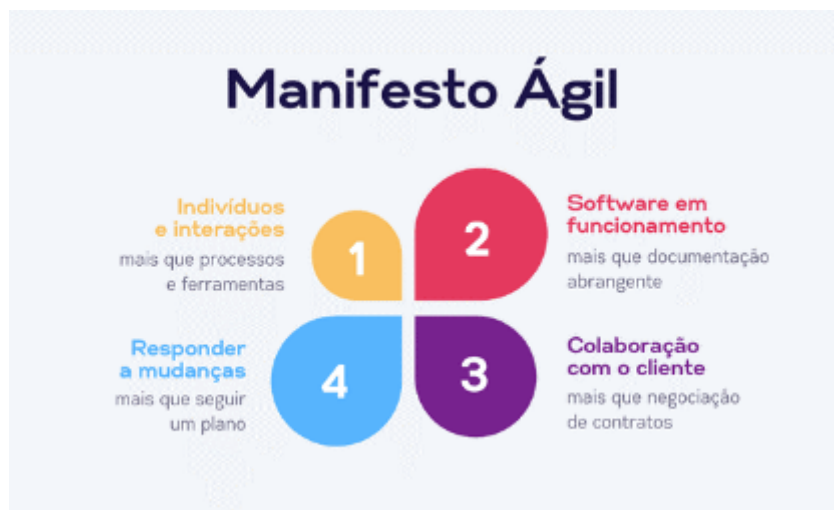 Manifesto Ágil
Indivíduos
e interações
mais que processos
e ferramentas
1
2
Software em
funcionamento
mais que documentação
abrangente
Responder
a mudanças
mais que seguir
um plano
4
3
Colaboração
com o cliente
mais que negociação
de contratos